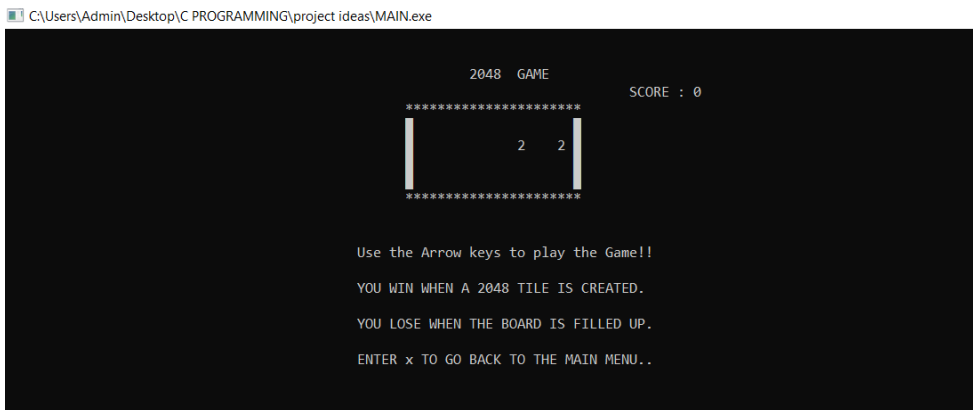 C:\Users\Admin\Desktop\C PROGRAMMING\project ideas\MAIN.exe
2048 GAME
SCORE : 0
**********************
2 2
**********************
Use the Arrow keys to play the Game!!
YOU WIN WHEN A 2048 TILE IS CREATED.
YOU LOSE WHEN THE BOARD IS FILLED UP.
ENTER x TO GO BACK TO THE MAIN MENU..